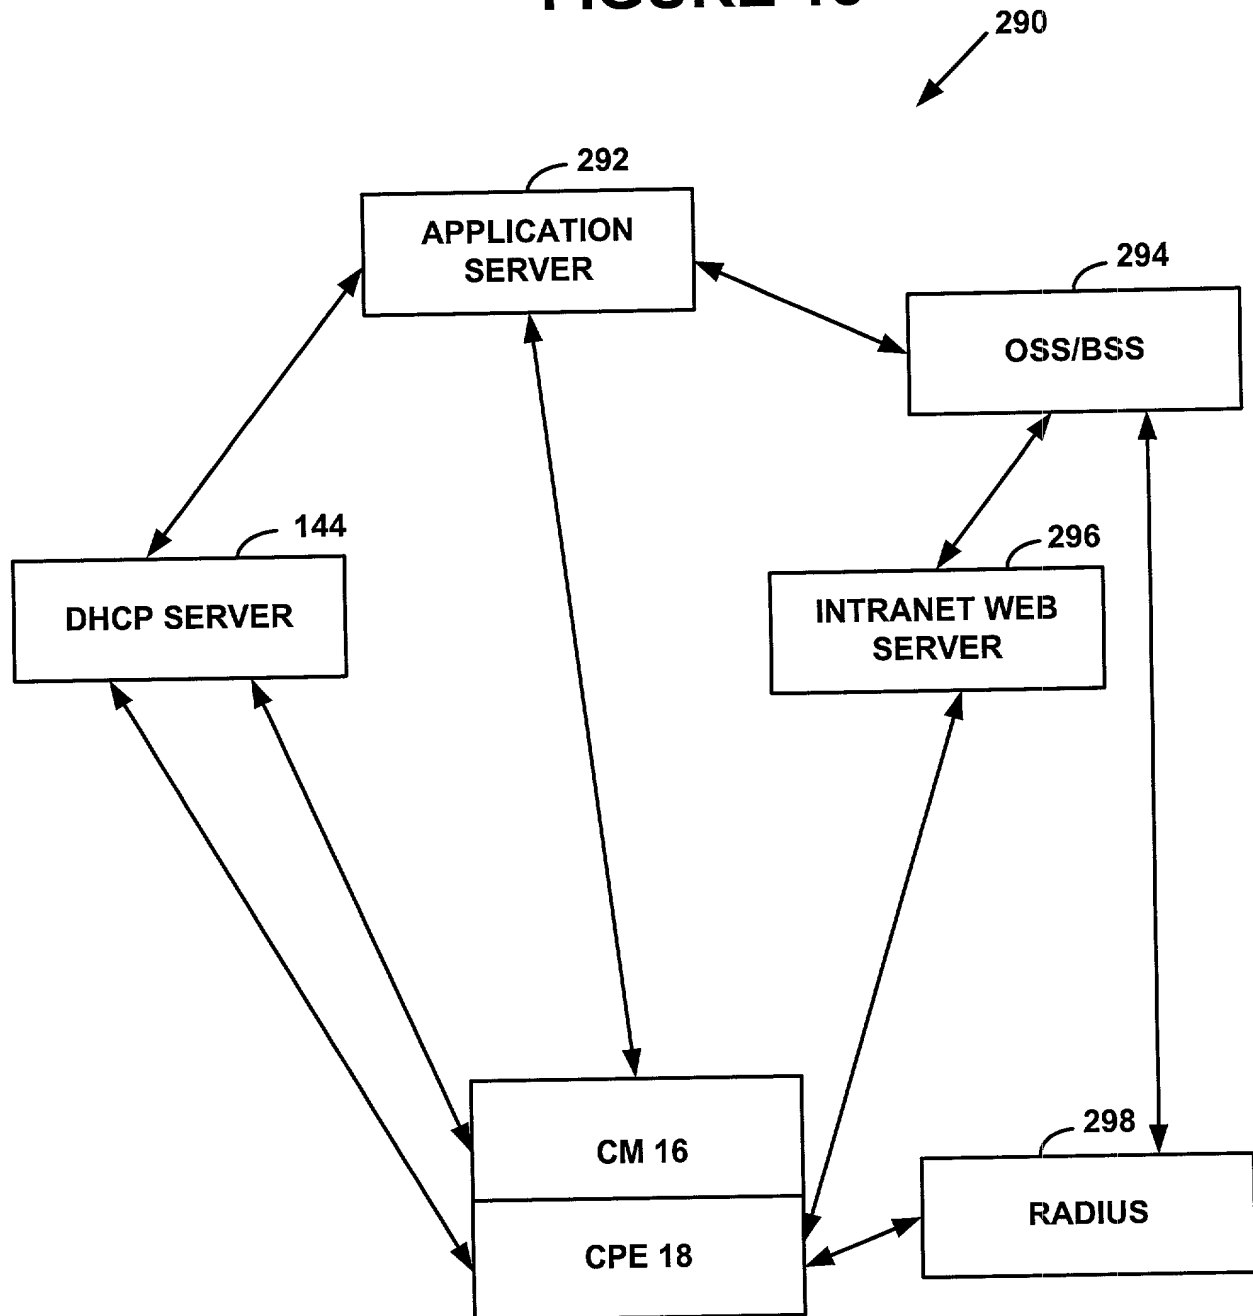 290
292
APPLICATION
SERVER
294
OSS/BSS
144
DHCP SERVER
296
INTRANET WEB
SERVER
CM 16
298
RADIUS
CPE 18